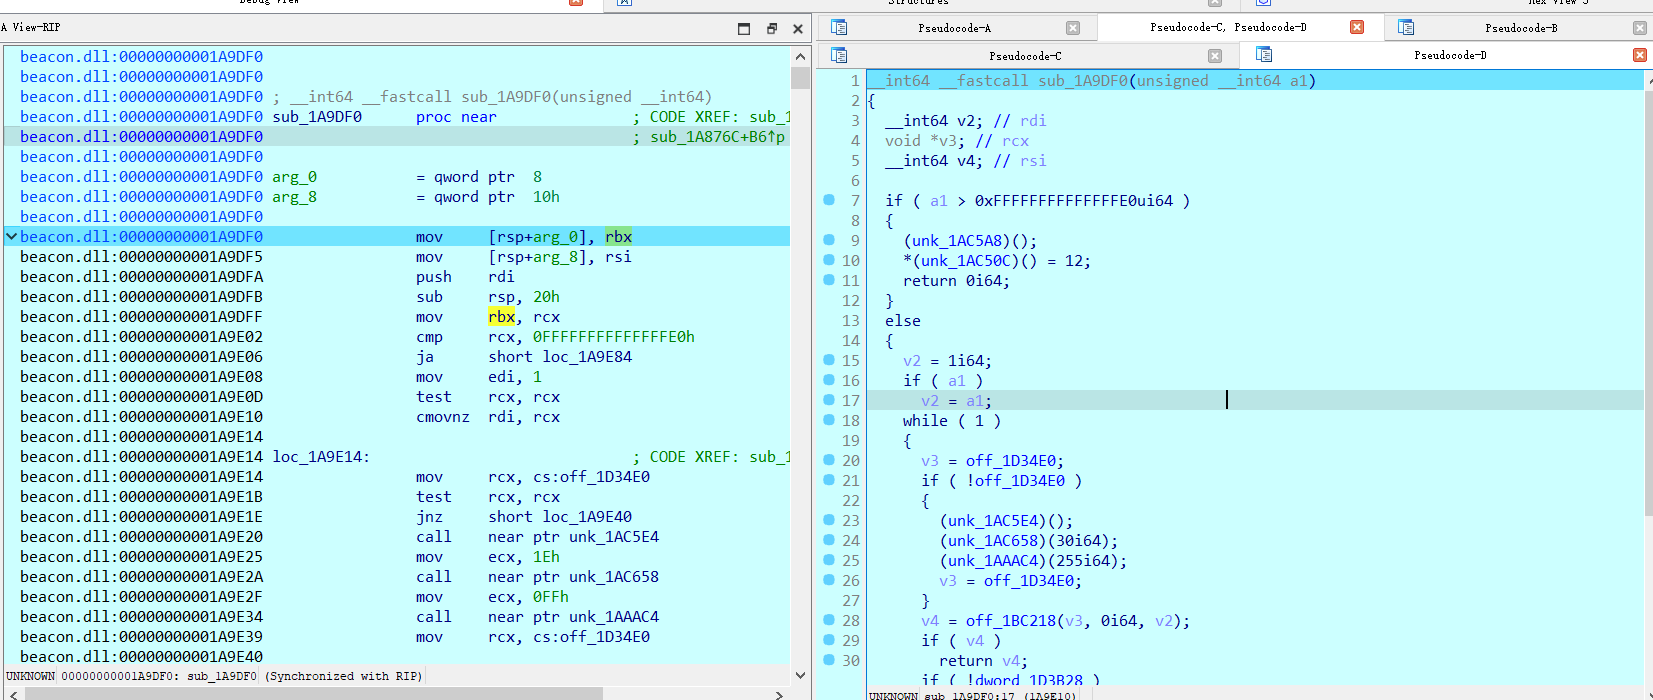 Debug View
Structures
Hex View-3
A View-RIP
beacon.dll:00000000001A9DF0
beacon.dll:00000000001A9DF0
beacon.dll:00000000001A9DF0 ; __int64 __fastcall sub_1A9DF0(unsigned __int64)
beacon.dll:00000000001A9DF0 sub_1A9DF0 proc near ; CODE XREF: sub_1
beacon.dll:00000000001A9DF0 ; sub_1A876C+B6↑p
beacon.dll:00000000001A9DF0
beacon.dll:00000000001A9DF0 arg_0 = qword ptr 8
beacon.dll:00000000001A9DF0 arg_8 = qword ptr 10h
beacon.dll:00000000001A9DF0
beacon.dll:00000000001A9DF0 mov [rsp+arg_0], rbx
beacon.dll:00000000001A9DF5 mov [rsp+arg_8], rsi
beacon.dll:00000000001A9DFA push rdi
beacon.dll:00000000001A9DFB sub rsp, 20h
beacon.dll:00000000001A9DFF mov rbx, rcx
beacon.dll:00000000001A9E02 cmp rcx, 0FFFFFFFFFFFFFFE0h
beacon.dll:00000000001A9E06 ja short loc_1A9E84
beacon.dll:00000000001A9E08 mov edi, 1
beacon.dll:00000000001A9E0D test rcx, rcx
beacon.dll:00000000001A9E10 cmovnz rdi, rcx
beacon.dll:00000000001A9E14
beacon.dll:00000000001A9E14 loc_1A9E14: ; CODE XREF: sub_1
beacon.dll:00000000001A9E14 mov rcx, cs:off_1D34E0
beacon.dll:00000000001A9E1B test rcx, rcx
beacon.dll:00000000001A9E1E jnz short loc_1A9E40
beacon.dll:00000000001A9E20 call near ptr unk_1AC5E4
beacon.dll:00000000001A9E25 mov ecx, 1Eh
beacon.dll:00000000001A9E2A call near ptr unk_1AC658
beacon.dll:00000000001A9E2F mov ecx, 0FFh
beacon.dll:00000000001A9E34 call near ptr unk_1AAAC4
beacon.dll:00000000001A9E39 mov rcx, cs:off_1D34E0
beacon.dll:00000000001A9E40
UNKNOWN 00000000001A9DF0: sub_1A9DF0 (Synchronized with RIP)
Pseudocode-A
Pseudocode-C, Pseudocode-D
Pseudocode-B
Pseudocode-C
Pseudocode-D
1 __int64 __fastcall sub_1A9DF0(unsigned __int64 a1)
2 {
3 __int64 v2; // rdi
4 void *v3; // rcx
5 __int64 v4; // rsi
6
7 if ( a1 > 0xFFFFFFFFFFFFFFE0ui64 )
8 {
9 (unk_1AC5A8)();
10 *(unk_1AC50C)() = 12;
11 return 0i64;
12 }
13 else
14 {
15 v2 = 1i64;
16 if ( a1 )
17 v2 = a1;
18 while ( 1 )
19 {
20 v3 = off_1D34E0;
21 if ( !off_1D34E0 )
22 {
23 (unk_1AC5E4)();
24 (unk_1AC658)(30i64);
25 (unk_1AAAC4)(255i64);
26 v3 = off_1D34E0;
27 }
28 v4 = off_1BC218(v3, 0i64, v2);
29 if ( v4 )
30 return v4;
if ( !dword_1D3B28 )
UNKNOWN sub_1A9DF0:17 (1A9E10)